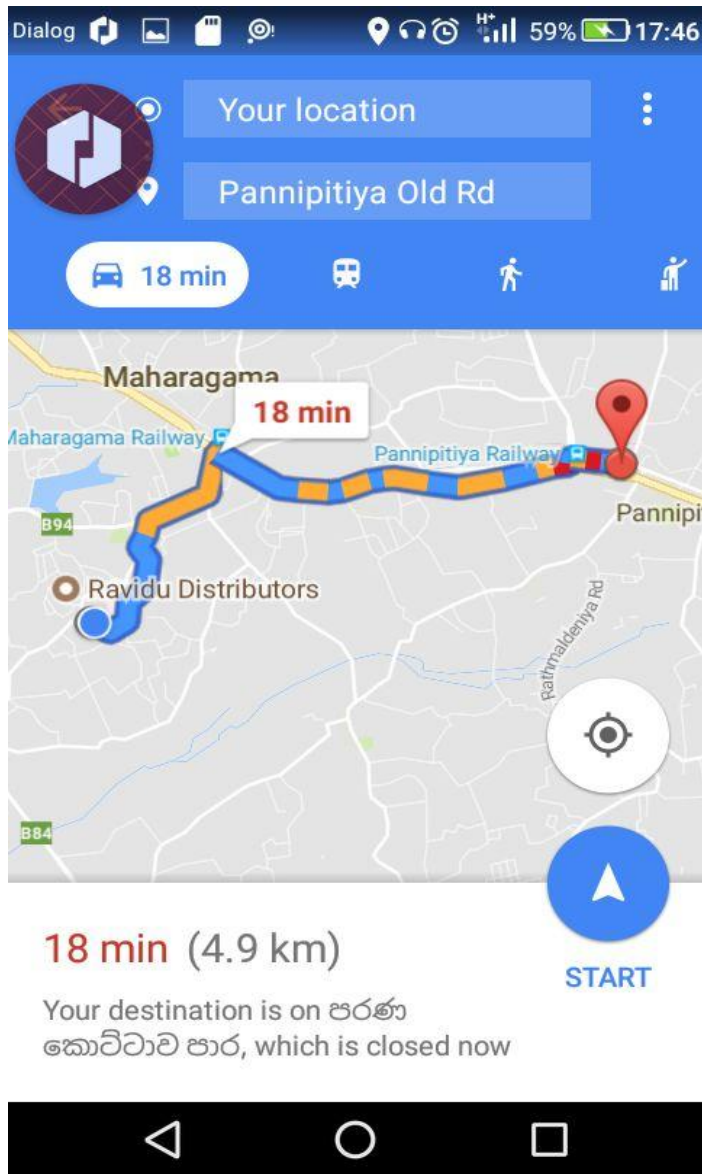 Dialog H+ 59% 17:46
Your location
Pannipitiya Old Rd
18 min
Maharagama
18 min
Maharagama Railway
Pannipitiya Railway
B94
Pannipi
Ravidu Distributors
Rathmaldeniya Rd
B84
18 min (4.9 km)
START
Your destination is on පරණ
කොට්ටාව පාර, which is closed now